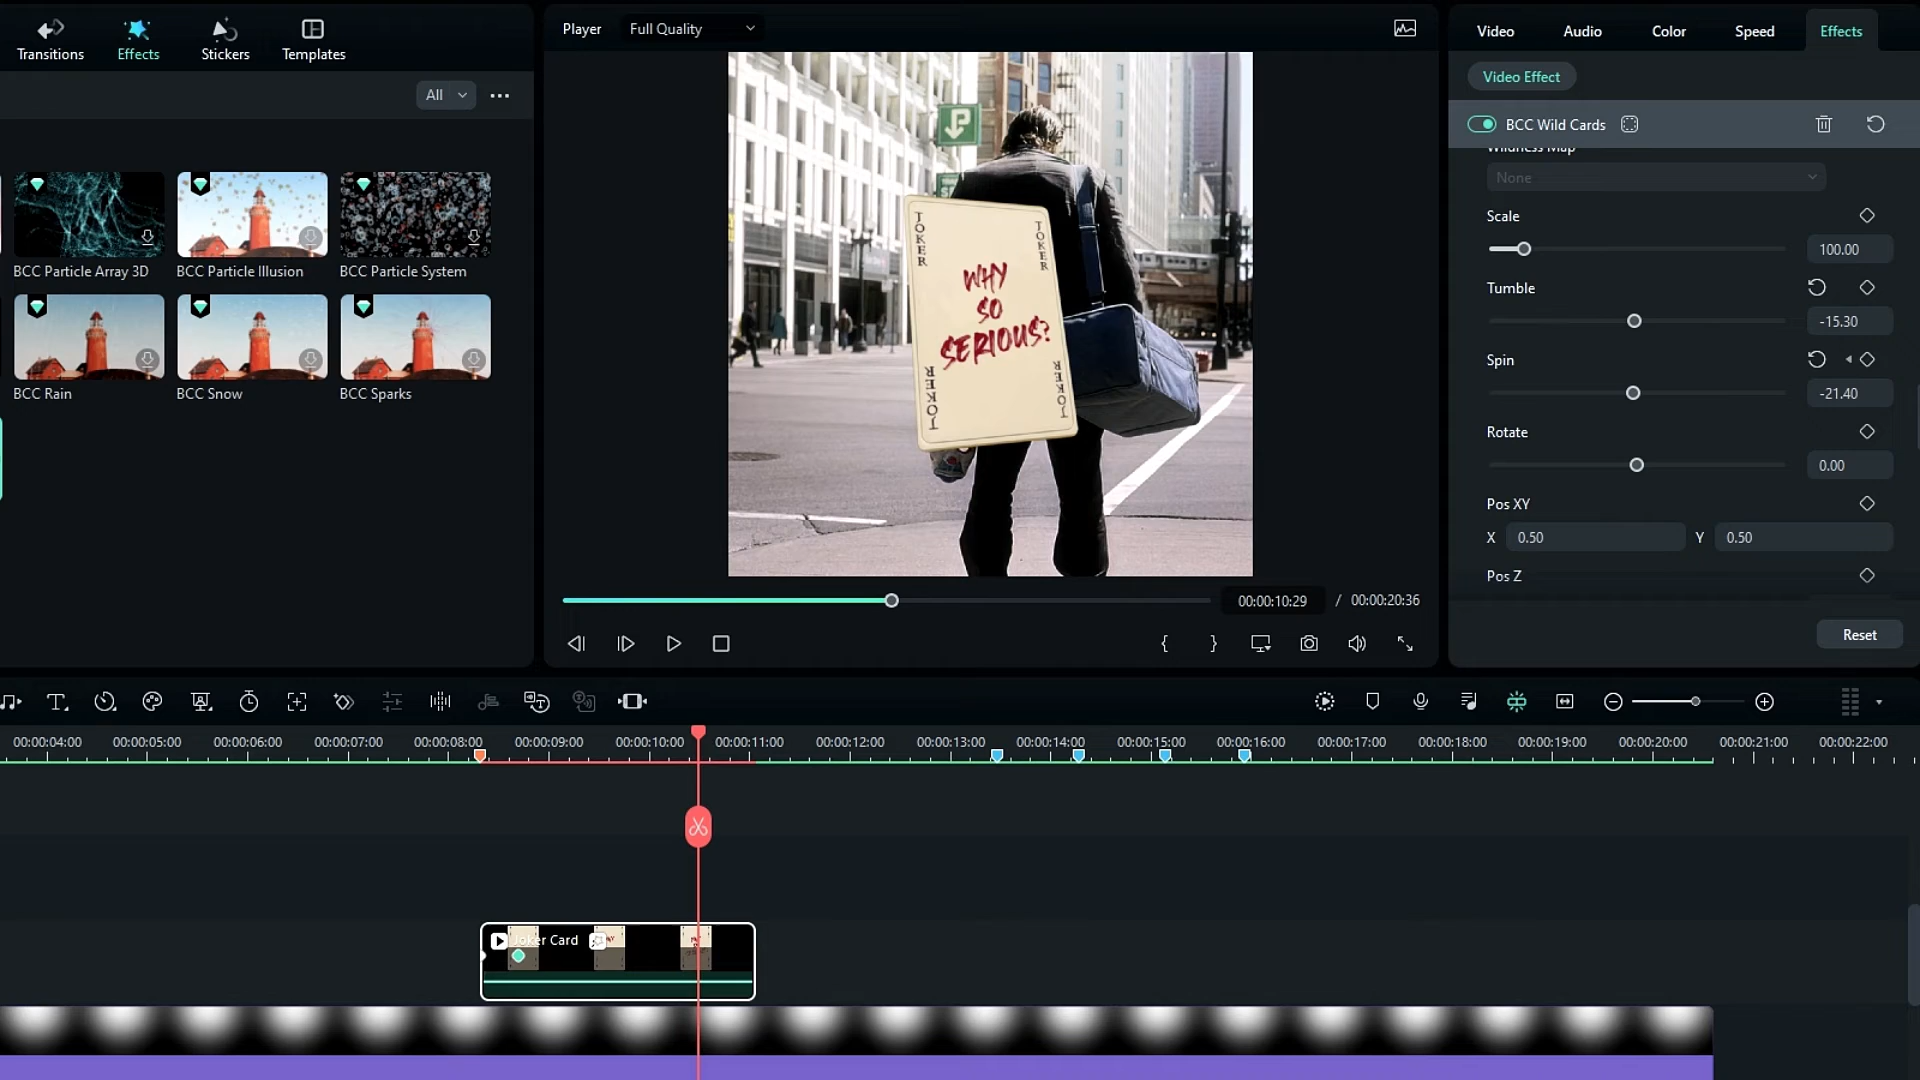 Transitions
Effects
Stickers
Templates
All
BCC Particle Array 3D
BCC Particle Illusion
BCC Particle System
BCC Rain
BCC Snow
BCC Sparks
Player
Full Quality
P
JOKER
JOKER
WHY
SO
SERIOUS?
JOKER
JOKER
00:00:10:29 / 00:00:20:36
Video
Audio
Color
Speed
Effects
Video Effect
BCC Wild Cards
Wildness Map
None
Scale
100.00
Tumble
-15.30
Spin
-21.40
Rotate
0.00
Pos XY
X 0.50 Y 0.50
Pos Z
Reset
00:00:04:00 00:00:05:00 00:00:06:00 00:00:07:00 00:00:08:00 00:00:09:00 00:00:10:00 00:00:11:00 00:00:12:00 00:00:13:00 00:00:14:00 00:00:15:00 00:00:16:00 00:00:17:00 00:00:18:00 00:00:19:00 00:00:20:00 00:00:21:00 00:00:22:00
Joker Card